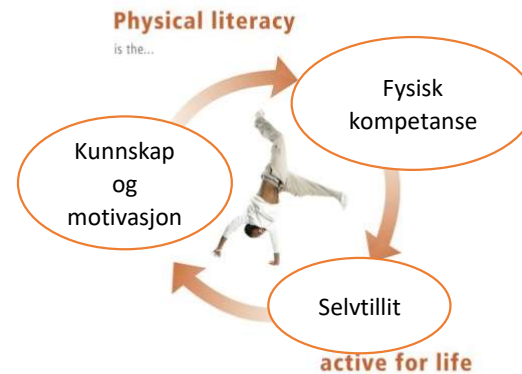 Physical literacy
is the...
Fysisk
kompetanse
Kunnskap
og
motivasjon
Selvtillit
active for life